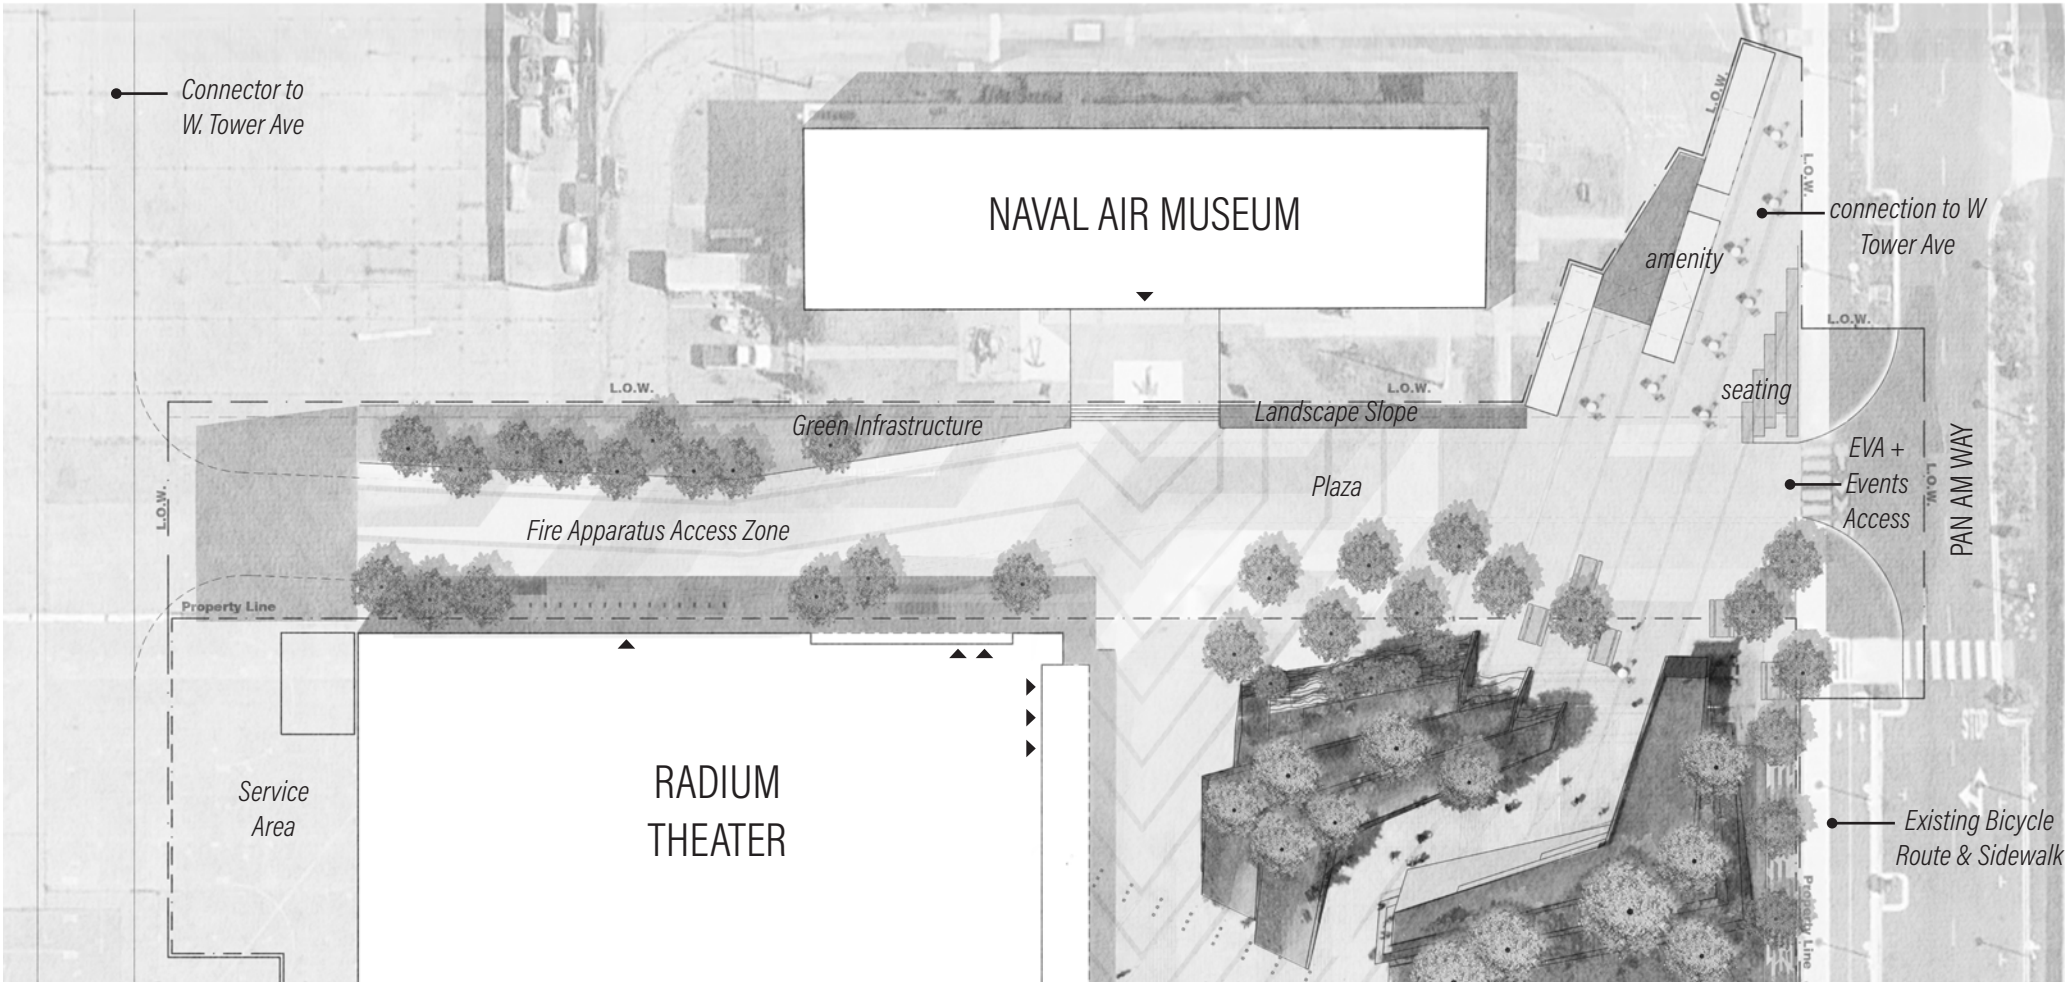 Connector to
W. Tower Ave
NAVAL AIR MUSEUM
L.O.W.
L.O.W.
connection to W
Tower Ave
amenity
L.O.W.
seating
L.O.W.
L.O.W.
Green Infrastructure
Landscape Slope
EVA +
Events
Access
L.O.W.
PAN AM WAY
Plaza
L.O.W.
Fire Apparatus Access Zone
Property Line
STOP
RADIUM
THEATER
Service
Area
Existing Bicycle
Route & Sidewalk
Property Line